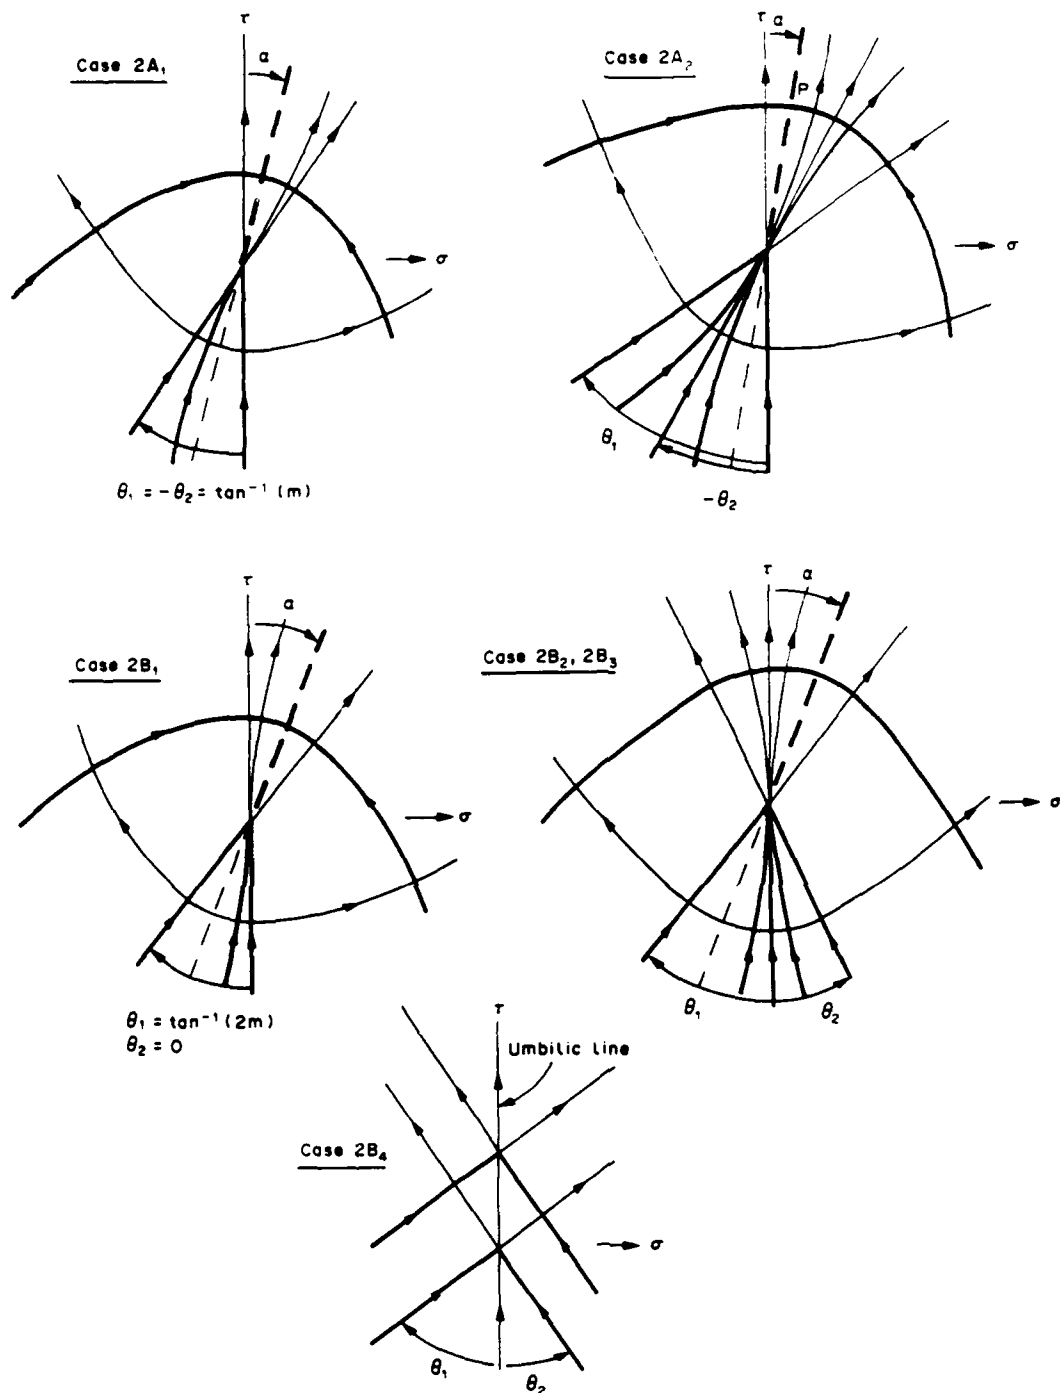 τ
α
Case 2A₁
σ
θ₁ = -θ₂ = tan⁻¹ (m)
τ
α
Case 2A₂
P
σ
θ₁
-θ₂
τ
α
Case 2B₁
σ
θ₁ = tan⁻¹ (2m)
θ₂ = 0
τ
α
Case 2B₂, 2B₃
σ
θ₁
θ₂
τ
Umbilic line
Case 2B₄
σ
θ₁
θ₂